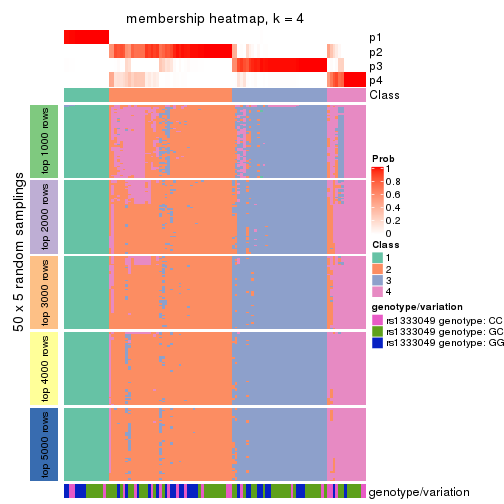 membership heatmap, k = 4
p1
p2
p3
p4
Class
50 x 5 random samplings
top 1000 rows
top 2000 rows
top 3000 rows
top 4000 rows
top 5000 rows
Prob
1
0.8
0.6
0.4
0.2
0
Class
1
2
3
4
genotype/variation
rs1333049 genotype: CC
rs1333049 genotype: GC
rs1333049 genotype: GG
genotype/variation